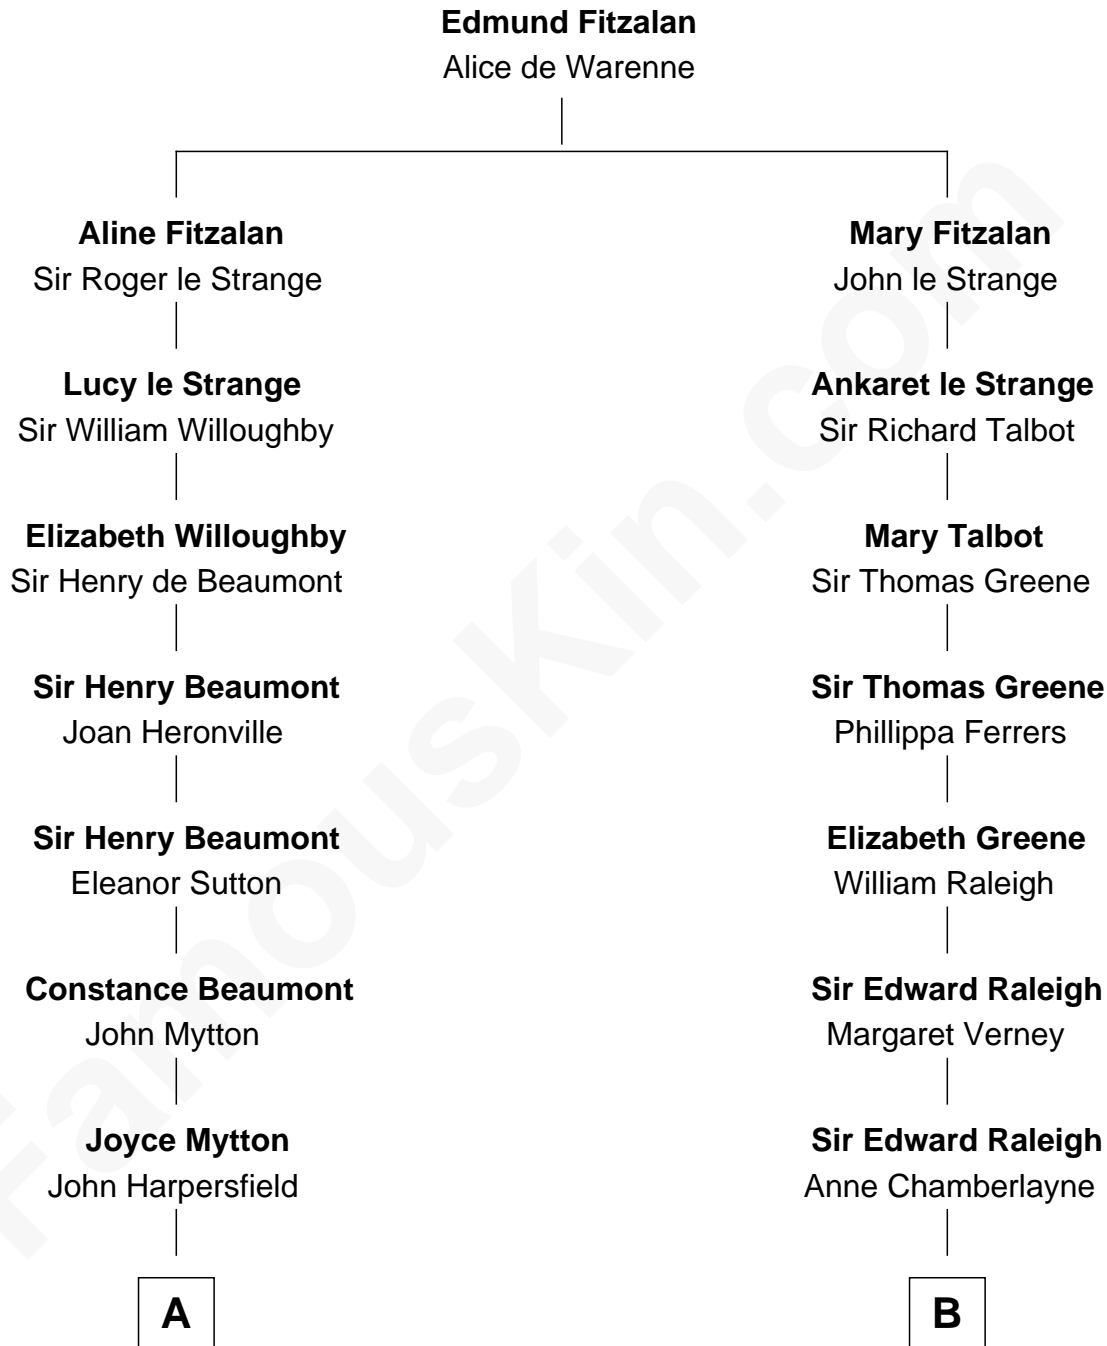 Edmund Fitzalan
Alice de Warenne
Aline Fitzalan
Sir Roger le Strange
Mary Fitzalan
John le Strange
Lucy le Strange
Sir William Willoughby
Ankaret le Strange
Sir Richard Talbot
Elizabeth Willoughby
Sir Henry de Beaumont
Mary Talbot
Sir Thomas Greene
Sir Henry Beaumont
Joan Heronville
Sir Thomas Greene
Phillippa Ferrers
Sir Henry Beaumont
Eleanor Sutton
Elizabeth Greene
William Raleigh
Constance Beaumont
John Mytton
Sir Edward Raleigh
Margaret Verney
Joyce Mytton
John Harpersfield
Sir Edward Raleigh
Anne Chamberlayne
A
B
FamousKin.com